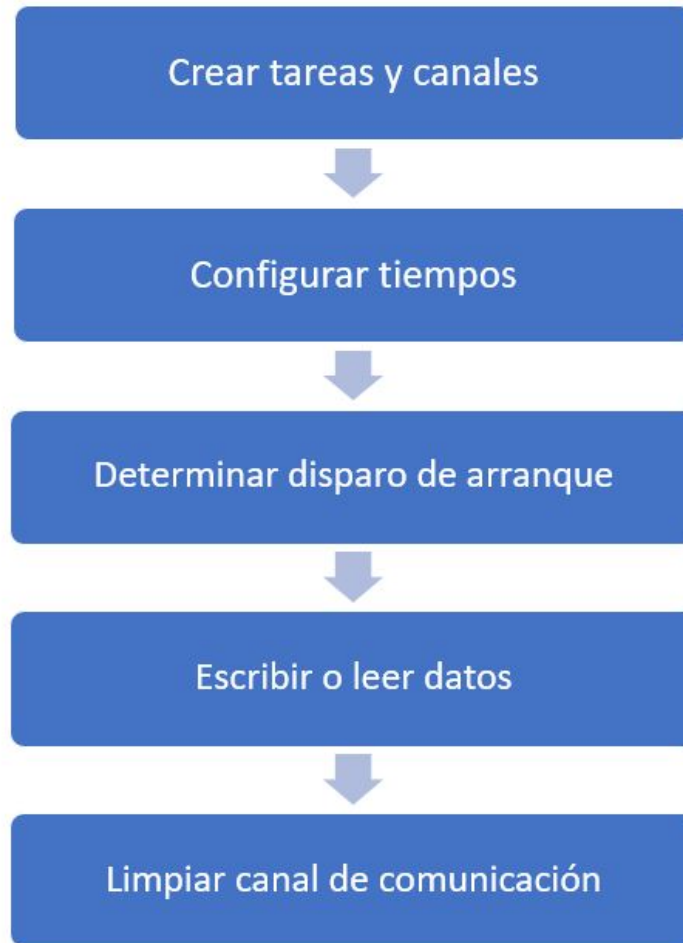 Crear tareas y canales
Configurar tiempos
Determinar disparo de arranque
Escribir o leer datos
Limpiar canal de comunicación